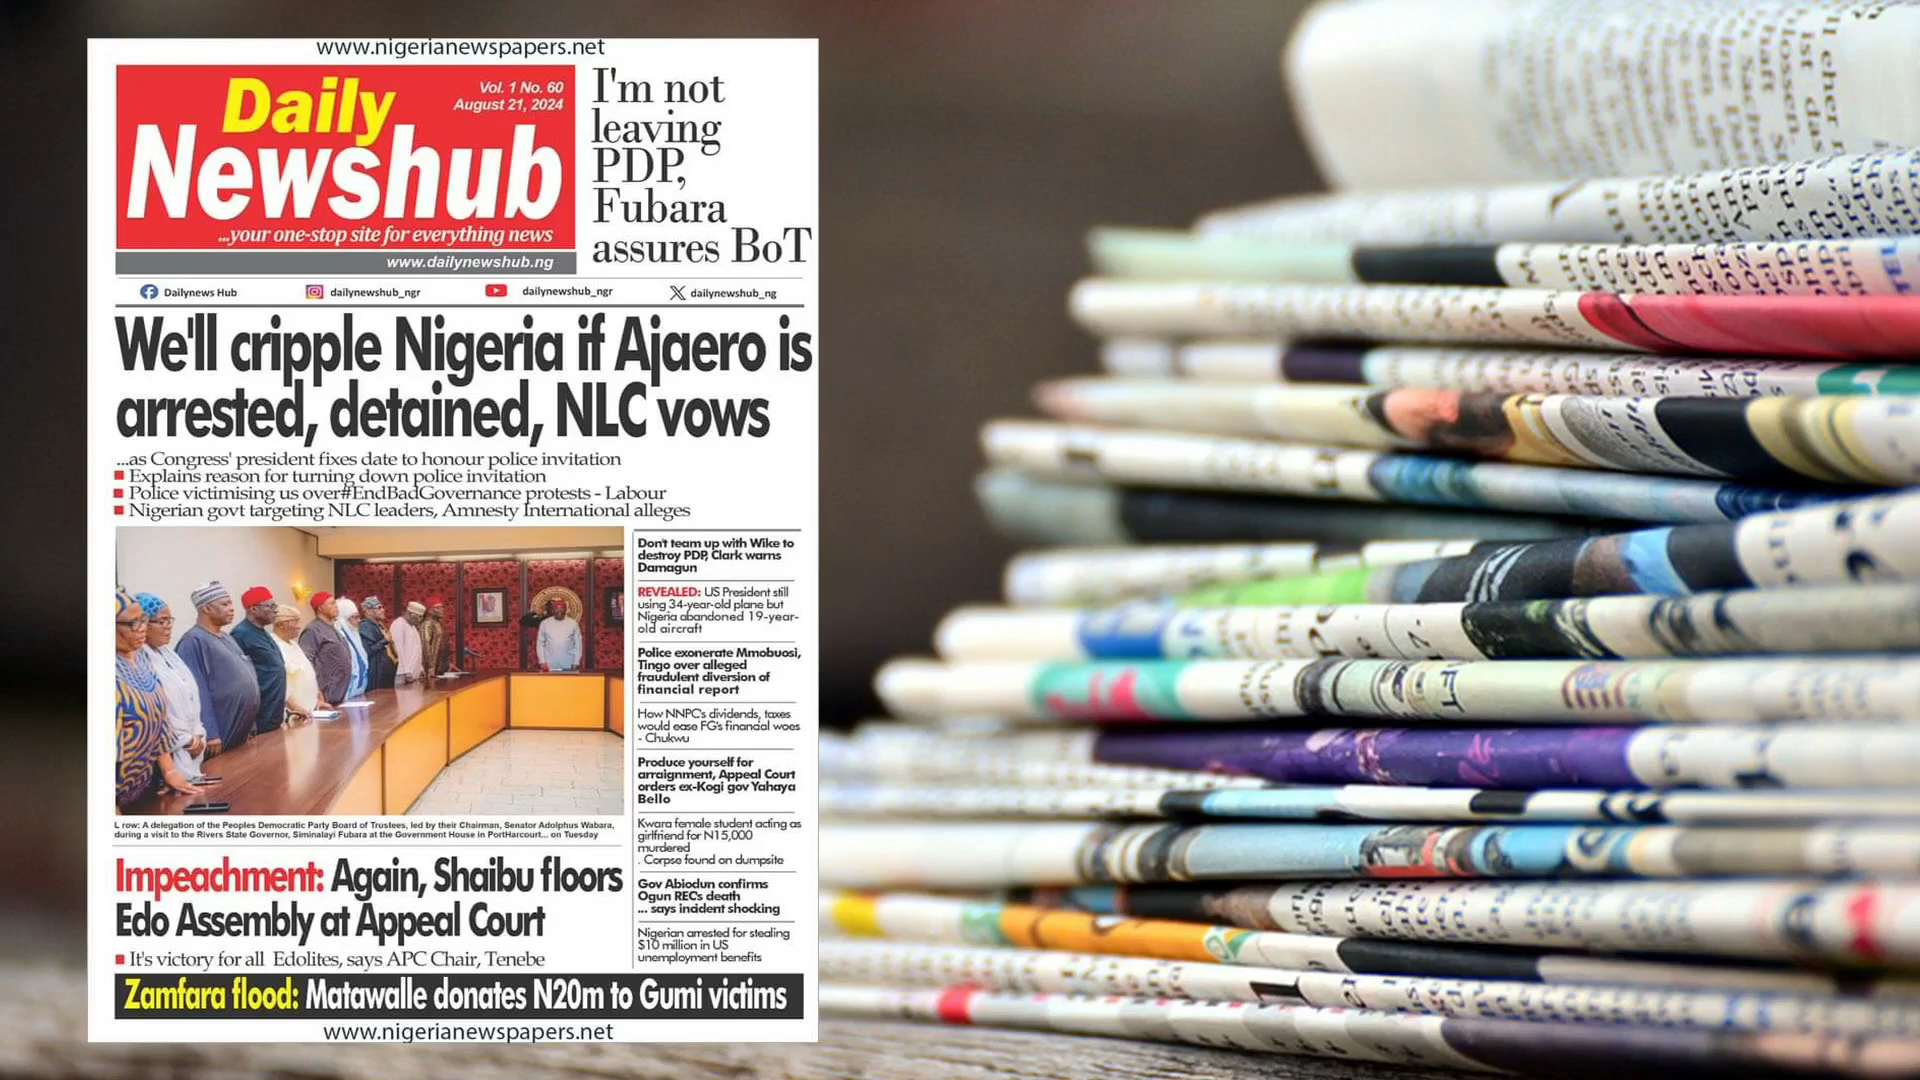 www.nigerianewspapers.net
Daily
Newshub
Vol. 1 No. 60
August 21, 2024
...your one-stop site for everything news
www.dailynewshub.ng
I'm not
leaving
PDP,
Fubara
assures BoT
Dailynews Hub
dailynewshub_ngr
dailynewshub_ngr
dailynewshub_ng
We'll cripple Nigeria if Ajaero is
arrested, detained, NLC vows
...as Congress' president fixes date to honour police invitation
Explains reason for turning down police invitation
Police victimising us over#EndBadGovernance protests - Labour
Nigerian govt targeting NLC leaders, Amnesty International alleges
L row: A delegation of the Peoples Democratic Party Board of Trustees, led by their Chairman, Senator Adolphus Wabara,
during a visit to the Rivers State Governor, Siminalayi Fubara at the Government House in PortHarcourt... on Tuesday
Impeachment: Again, Shaibu floors
Edo Assembly at Appeal Court
It's victory for all Edolites, says APC Chair, Tenebe
Don't team up with Wike to
destroy PDP, Clark warns
Damagun
REVEALED: US President still
using 34-year-old plane but
Nigeria abandoned 19-year-
old aircraft
Police exonerate Mmobuosi,
Tingo over alleged
fraudulent diversion of
financial report
How NNPC's dividends, taxes
would ease FG's financial woes
- Chukwu
Produce yourself for
arraignment, Appeal Court
orders ex-Kogi gov Yahaya
Bello
Kwara female student acting as
girlfriend for N15,000
murdered
. Corpse found on dumpsite
Gov Abiodun confirms
Ogun REC's death
... says incident shocking
Nigerian arrested for stealing
$10 million in US
unemployment benefits
Zamfara flood: Matawalle donates N20m to Gumi victims
www.nigerianewspapers.net